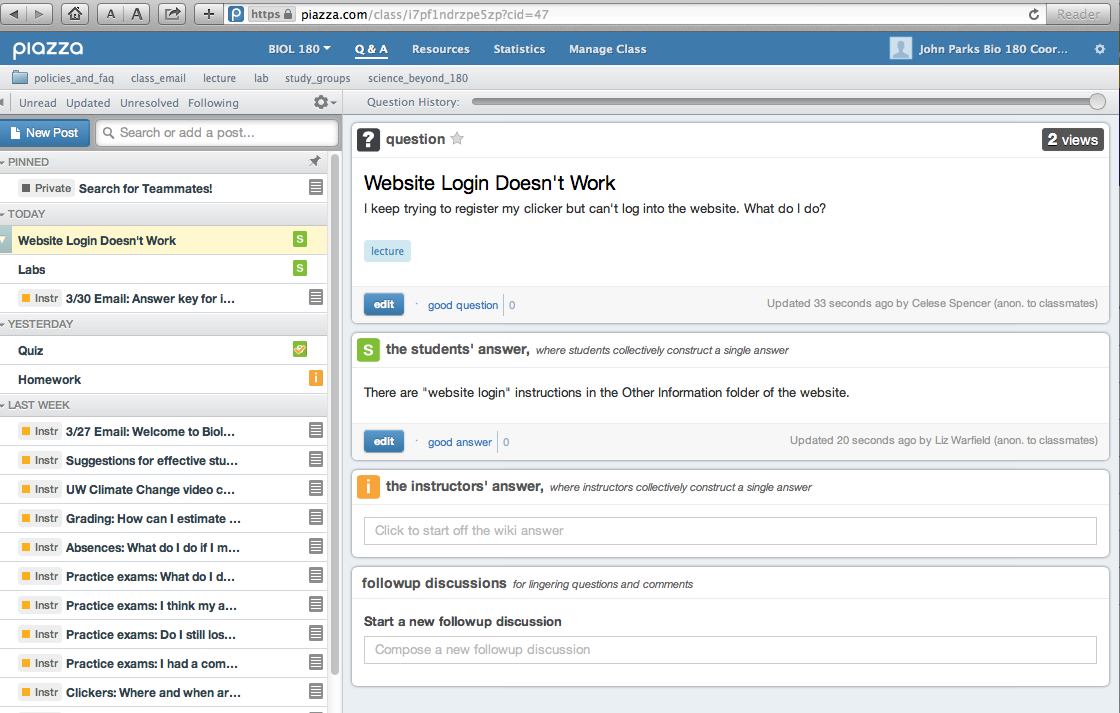 A A + p https piazza.com/class/i7pf1ndrzpe5zp?cid=47 Reader
piazza BIOL 180 Q & A Resources Statistics Manage Class John Parks Bio 180 Coor...
policies_and_faq class_email lecture lab study_groups science_beyond_180
Unread Updated Unresolved Following Question History:
New Post Search or add a post...
PINNED
Private Search for Teammates!
TODAY
Website Login Doesn't Work S
Labs S
Instr 3/30 Email: Answer key for i...
YESTERDAY
Quiz
Homework i
LAST WEEK
Instr 3/27 Email: Welcome to Biol...
Instr Suggestions for effective stu...
Instr UW Climate Change video c...
Instr Grading: How can I estimate ...
Instr Absences: What do I do if I m...
Instr Practice exams: What do I d...
Instr Practice exams: I think my a...
Instr Practice exams: Do I still los...
Instr Practice exams: I had a com...
Instr Clickers: Where and when ar...
? question 2 views
Website Login Doesn't Work
I keep trying to register my clicker but can't log into the website. What do I do?
lecture
edit · good question 0 Updated 33 seconds ago by Celese Spencer (anon. to classmates)
S the students' answer, where students collectively construct a single answer
There are "website login" instructions in the Other Information folder of the website.
edit · good answer 0 Updated 20 seconds ago by Liz Warfield (anon. to classmates)
i the instructors' answer, where instructors collectively construct a single answer
Click to start off the wiki answer
followup discussions for lingering questions and comments
Start a new followup discussion
Compose a new followup discussion